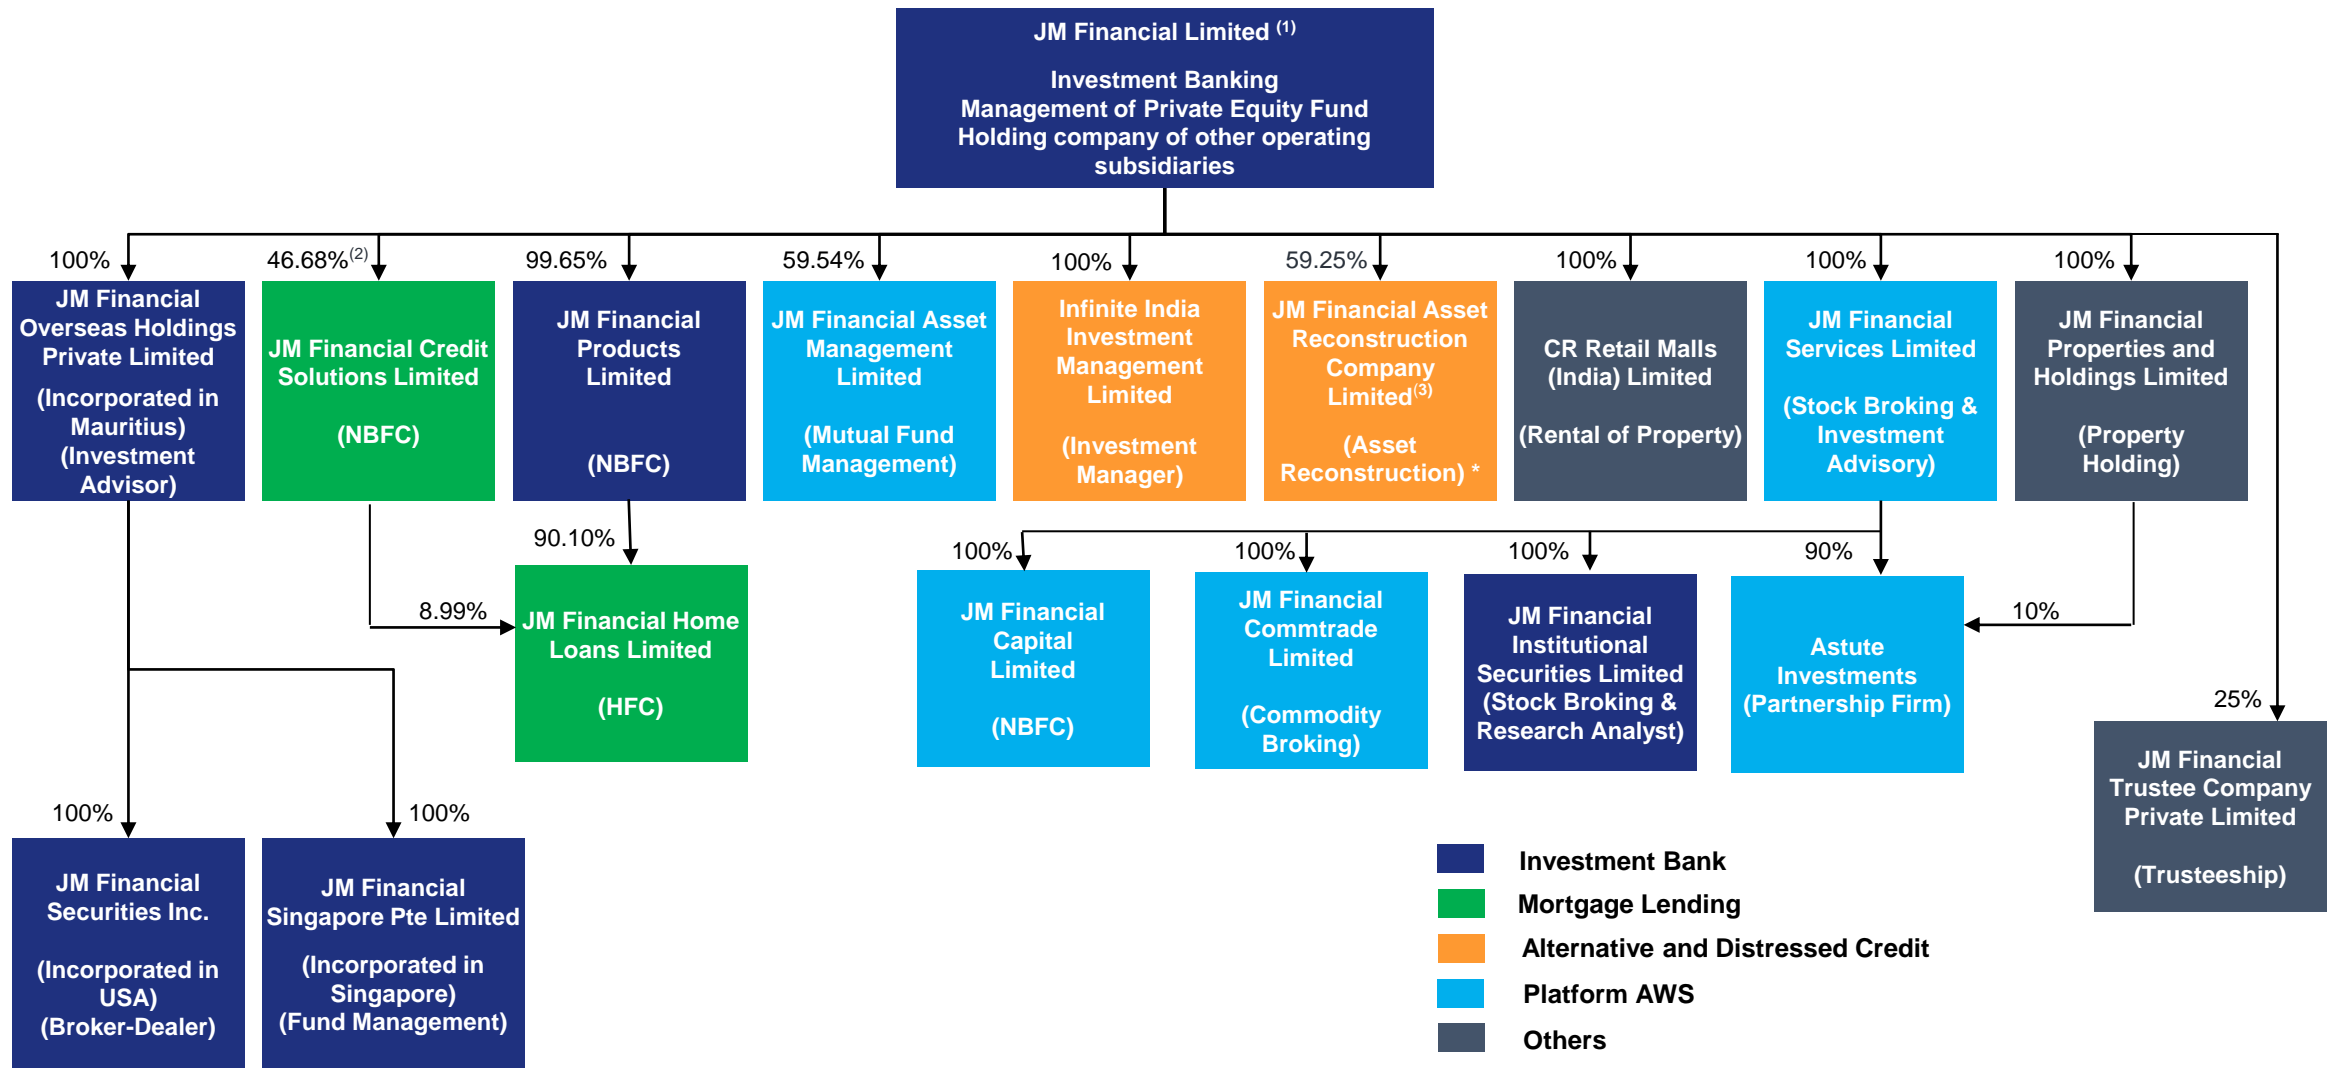 JM Financial Limited (1)
Investment Banking
Management of Private Equity Fund
Holding company of other operating
subsidiaries
100%
46.68%(2)
99.65%
59.54%
100%
59.25%
100%
100%
100%
JM Financial
Overseas Holdings
Private Limited
(Incorporated in
Mauritius)
(Investment
Advisor)
JM Financial Credit
Solutions Limited
(NBFC)
JM Financial
Products
Limited
(NBFC)
JM Financial Asset
Management
Limited
(Mutual Fund
Management)
Infinite India
Investment
Management
Limited
(Investment
Manager)
JM Financial Asset
Reconstruction
Company
Limited(3)
(Asset
Reconstruction) *
CR Retail Malls
(India) Limited
(Rental of Property)
JM Financial
Services Limited
(Stock Broking &
Investment
Advisory)
JM Financial
Properties and
Holdings Limited
(Property
Holding)
90.10%
8.99%
100%
100%
100%
90%
10%
25%
JM Financial Home
Loans Limited
(HFC)
JM Financial
Capital
Limited
(NBFC)
JM Financial
Commtrade
Limited
(Commodity
Broking)
JM Financial
Institutional
Securities Limited
(Stock Broking &
Research Analyst)
Astute
Investments
(Partnership Firm)
JM Financial
Trustee Company
Private Limited
(Trusteeship)
100%
100%
JM Financial
Securities Inc.
(Incorporated in
USA)
(Broker-Dealer)
JM Financial
Singapore Pte Limited
(Incorporated in
Singapore)
(Fund Management)
Investment Bank
Mortgage Lending
Alternative and Distressed Credit
Platform AWS
Others